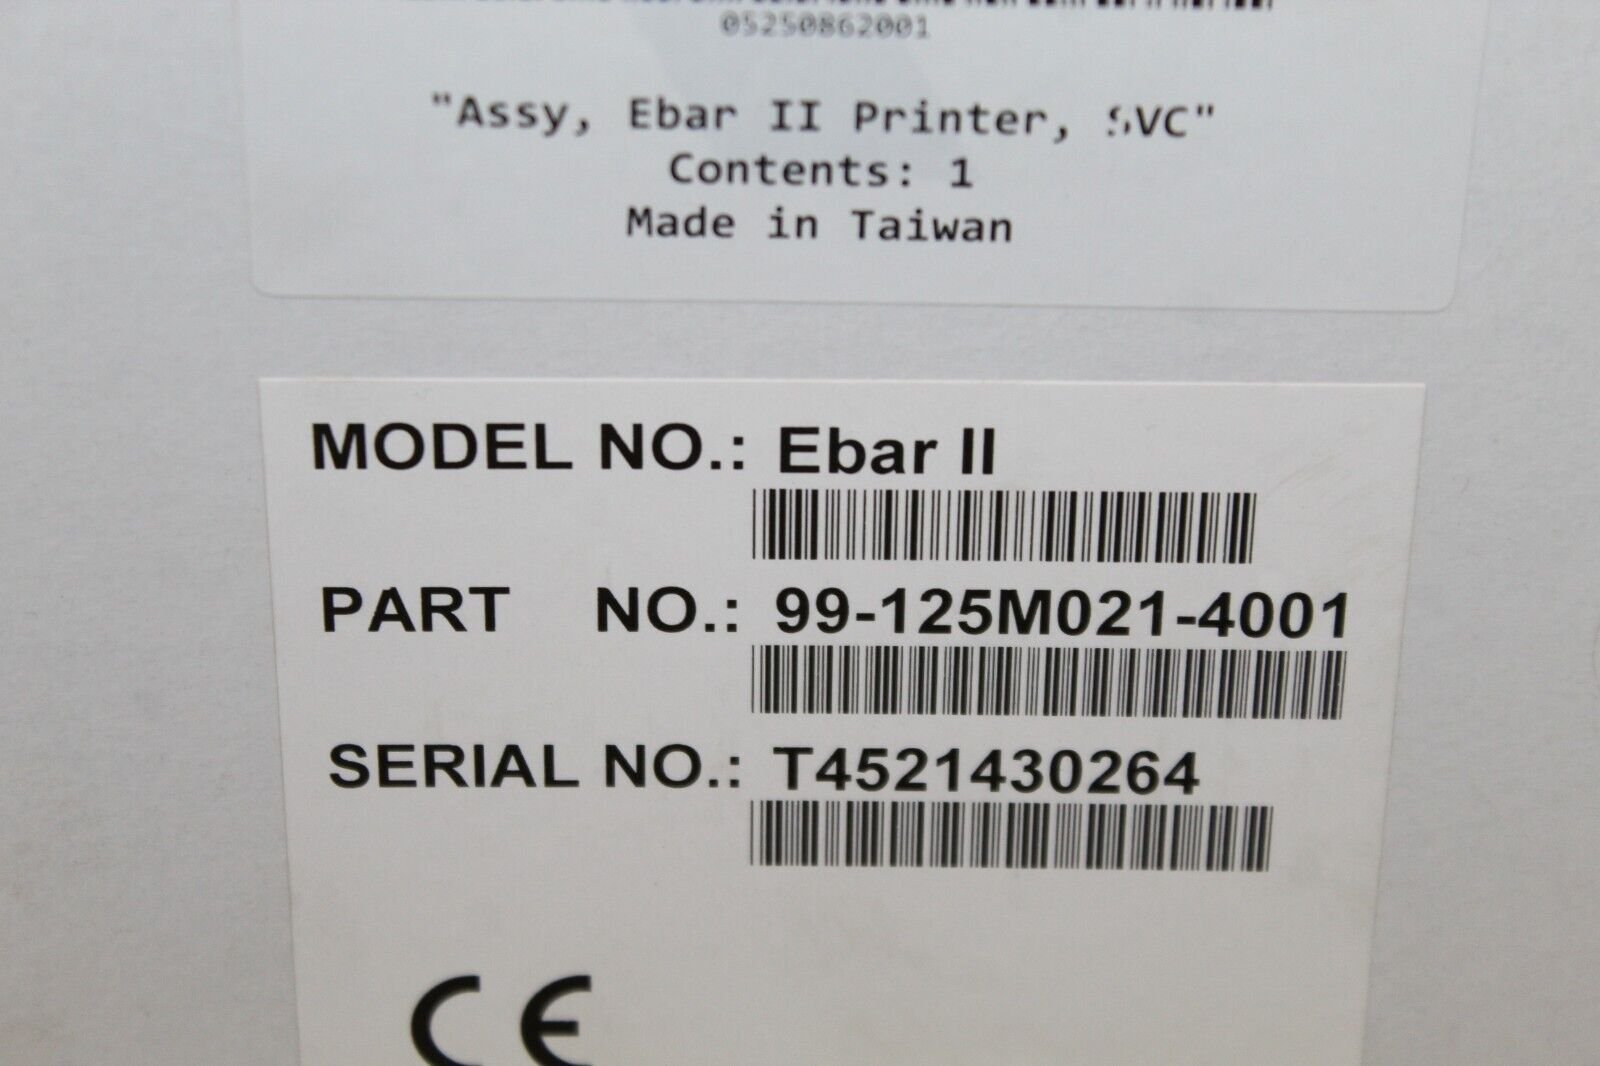 05250862001
"Assy, Ebar II Printer, SVC"
Contents: 1
Made in Taiwan
MODEL NO.: Ebar II
PART NO.: 99-125M021-4001
SERIAL NO.: T4521430264
CE